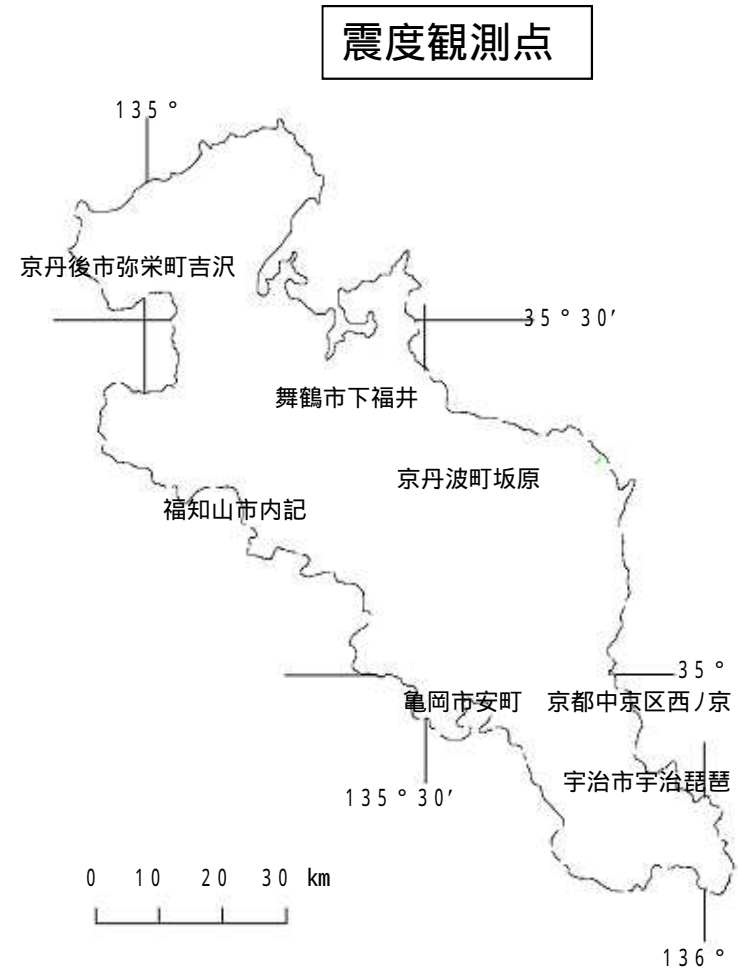 震度観測点
135°
京丹後市弥栄町吉沢
35°30′
舞鶴市下福井
京丹波町坂原
福知山市内記
35°
亀岡市安町
京都中京区西ノ京
宇治市宇治琵琶
135°30′
0 10 20 30 km
136°